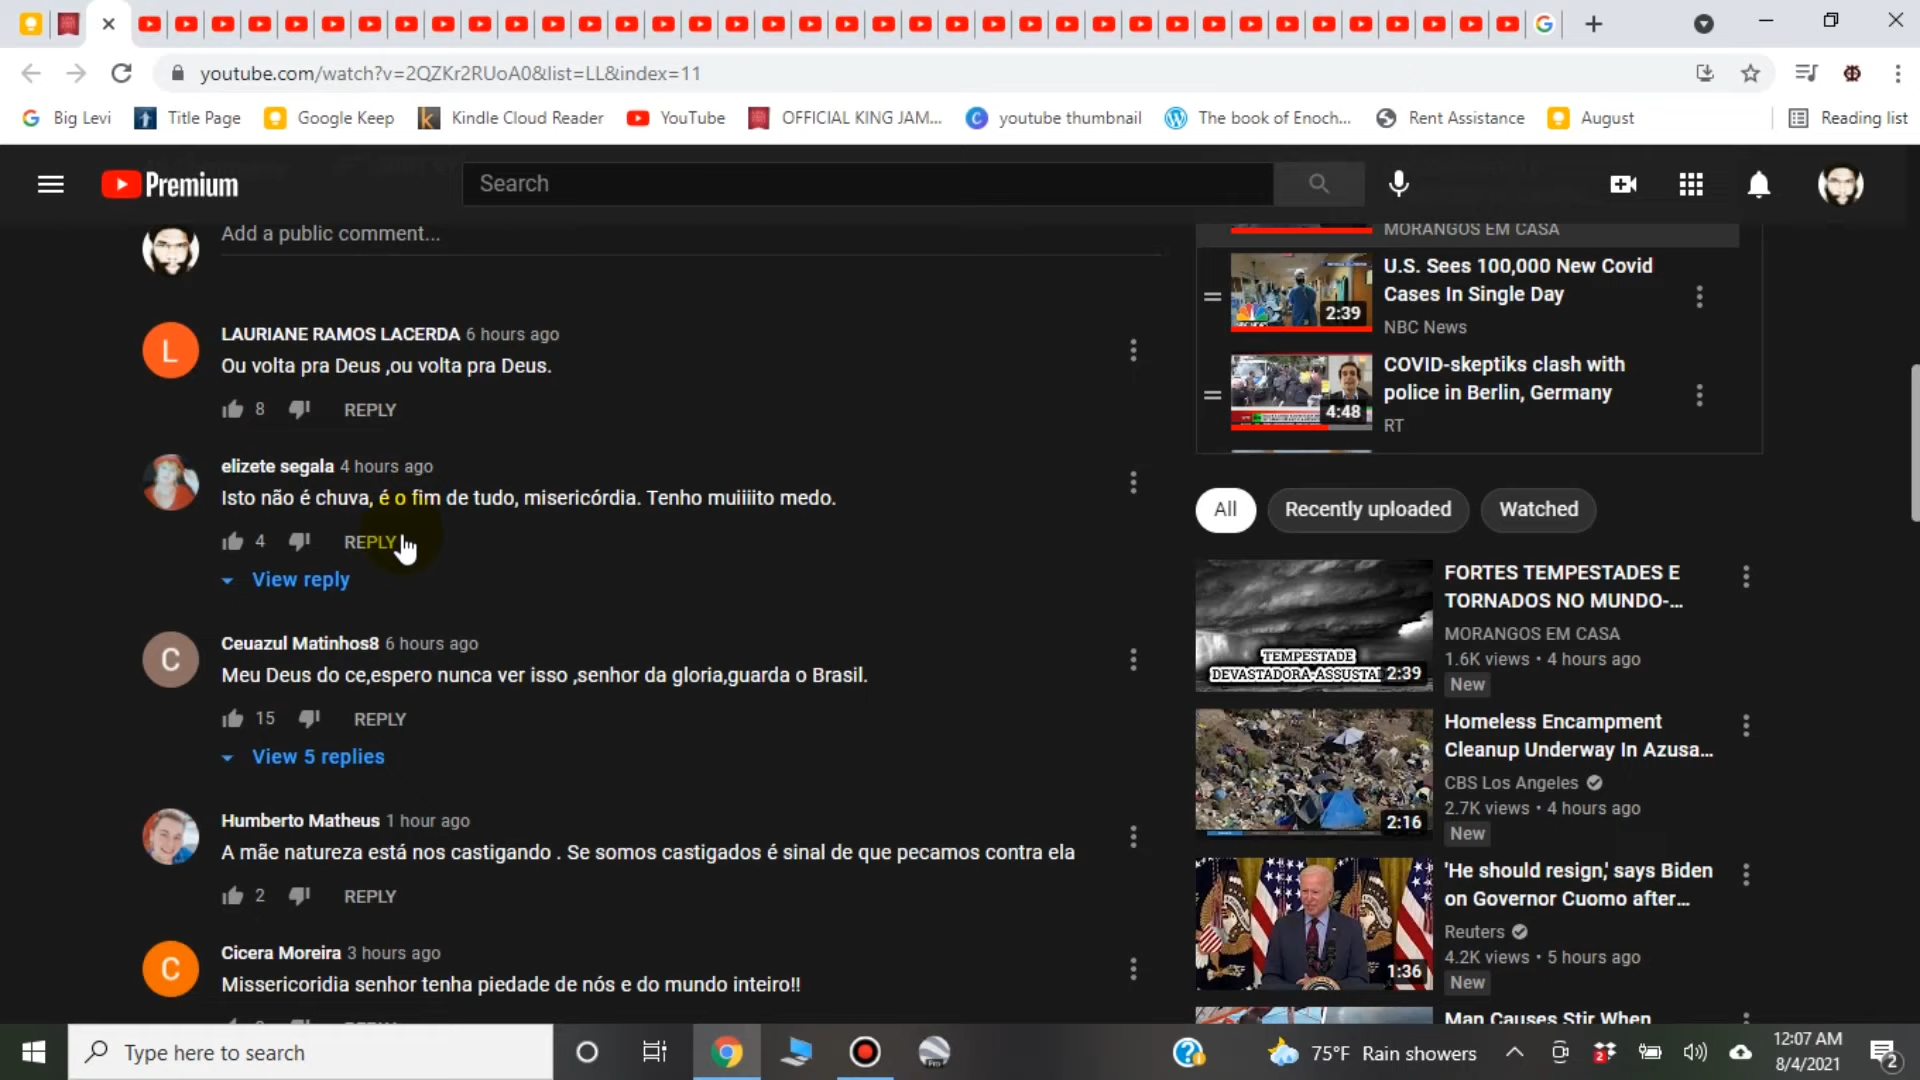 youtube.com/watch?v=2QZKr2RUoA0&list=LL&index=11
Big Levi
Title Page
Google Keep
Kindle Cloud Reader
YouTube
OFFICIAL KING JAM...
youtube thumbnail
The book of Enoch...
Rent Assistance
August
Reading list
Premium
Search
Add a public comment...
LAURIANE RAMOS LACERDA 6 hours ago
Ou volta pra Deus ,ou volta pra Deus.
8 REPLY
elizete segala 4 hours ago
Isto não é chuva, é o fim de tudo, misericórdia. Tenho muiiiito medo.
4 REPLY
View reply
Ceuazul Matinhos8 6 hours ago
Meu Deus do ce,espero nunca ver isso ,senhor da gloria,guarda o Brasil.
15 REPLY
View 5 replies
Humberto Matheus 1 hour ago
A mãe natureza está nos castigando . Se somos castigados é sinal de que pecamos contra ela
2 REPLY
Cicera Moreira 3 hours ago
Missericoridia senhor tenha piedade de nós e do mundo inteiro!!
MORANGOS EM CASA
U.S. Sees 100,000 New Covid
Cases In Single Day
2:39
NBC News
COVID-skeptiks clash with
police in Berlin, Germany
4:48
RT
All
Recently uploaded
Watched
FORTES TEMPESTADES E
TORNADOS NO MUNDO-...
MORANGOS EM CASA
1.6K views • 4 hours ago
New
TEMPESTADE
DEVASTADORA-ASSUSTAD
2:39
Homeless Encampment
Cleanup Underway In Azusa...
CBS Los Angeles
2.7K views • 4 hours ago
New
2:16
'He should resign,' says Biden
on Governor Cuomo after...
Reuters
4.2K views • 5 hours ago
New
1:36
Man Causes Stir When
Type here to search
75°F Rain showers
12:07 AM
8/4/2021
2